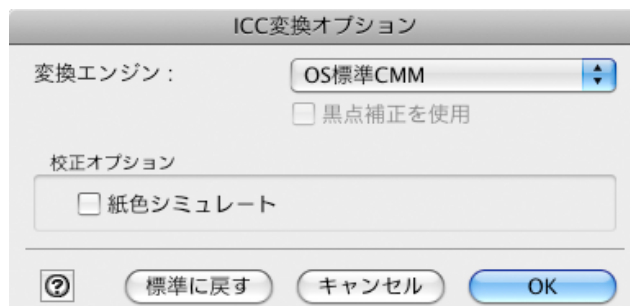 ICC変換オプション
変換エンジン : OS標準CMM
黒点補正を使用
校正オプション
紙色シミュレート
? 標準に戻す キャンセル OK